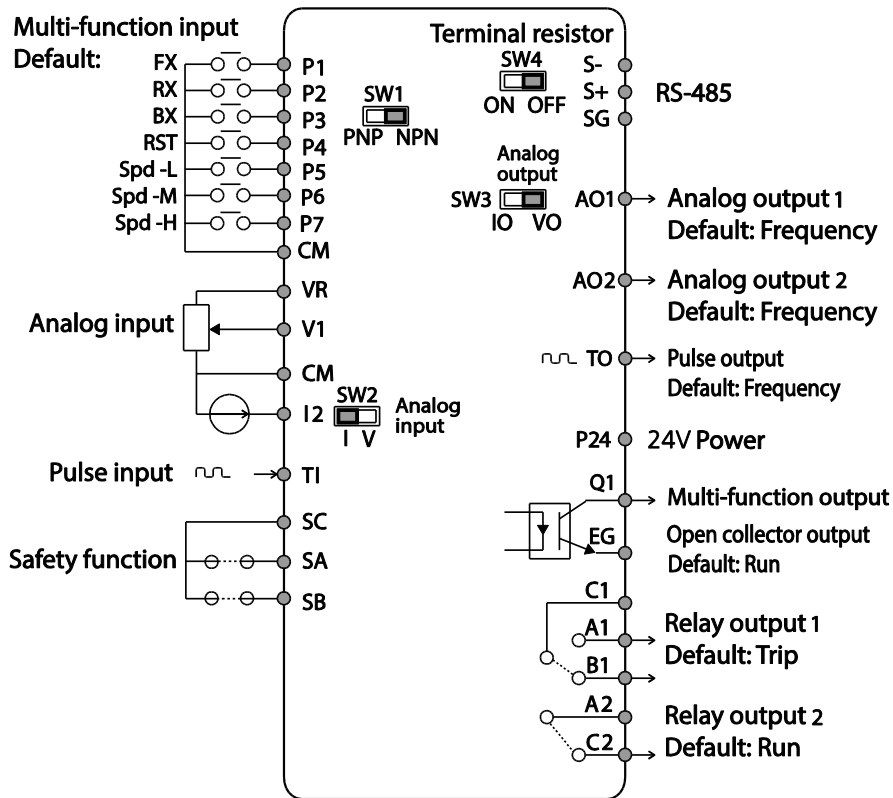 Multi-function input
Default:
FX
P1
RX
P2
BX
P3
RST
P4
Spd -L
P5
Spd -M
P6
Spd -H
P7
CM
SW1
PNP NPN
VR
Analog input
V1
CM
I2
SW2
I V
Analog
input
Pulse input
TI
SC
Safety function
SA
SB
Terminal resistor
SW4
ON OFF
S-
S+
SG
RS-485
Analog
output
SW3
IO VO
AO1
Analog output 1
Default: Frequency
AO2
Analog output 2
Default: Frequency
TO
Pulse output
Default: Frequency
P24
24V Power
Q1
Multi-function output
EG
Open collector output
Default: Run
C1
A1
Relay output 1
Default: Trip
B1
A2
Relay output 2
Default: Run
C2